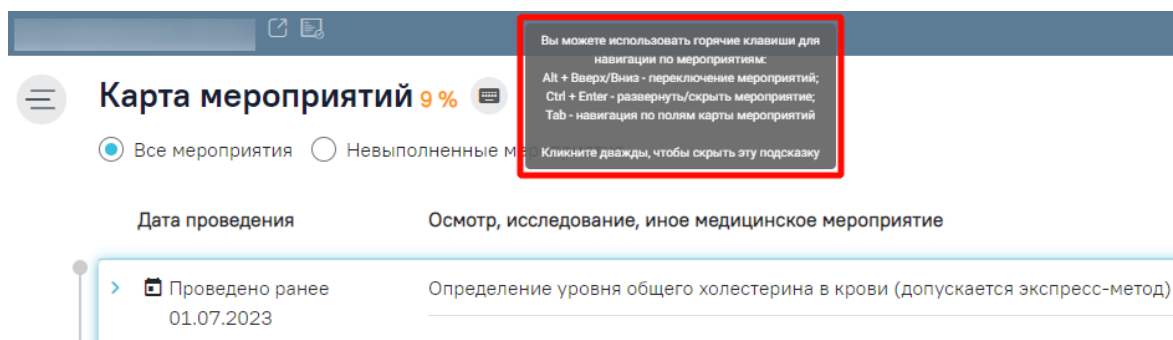 Вы можете использовать горячие клавиши для
навигации по мероприятиям:
Alt + Вверх/Вниз - переключение мероприятий;
Ctrl + Enter - развернуть/скрыть мероприятие;
Tab - навигация по полям карты мероприятий
Кликните дважды, чтобы скрыть эту подсказку
Карта мероприятий 9 %
Все мероприятия Невыполненные
Дата проведения Осмотр, исследование, иное медицинское мероприятие
Проведено ранее Определение уровня общего холестерина в крови (допускается экспресс-метод)
01.07.2023